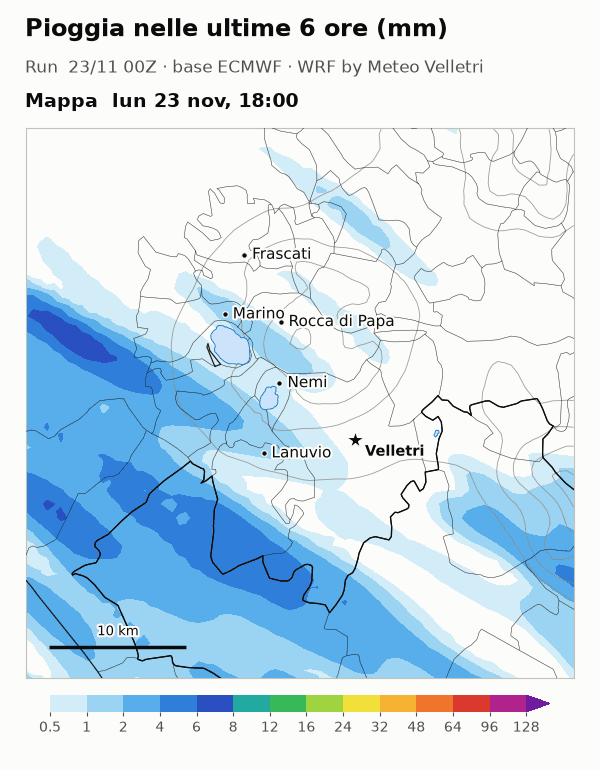 Pioggia nelle ultime 6 ore (mm)
Run  23/11 00Z · base ECMWF · WRF by Meteo Velletri
Mappa  lun 23 nov, 18:00
Frascati
Marino
Rocca di Papa
Nemi
Velletri
Lanuvio
10 km
0.5 1 2 4 6 8 12 16 24 32 48 64 96 128